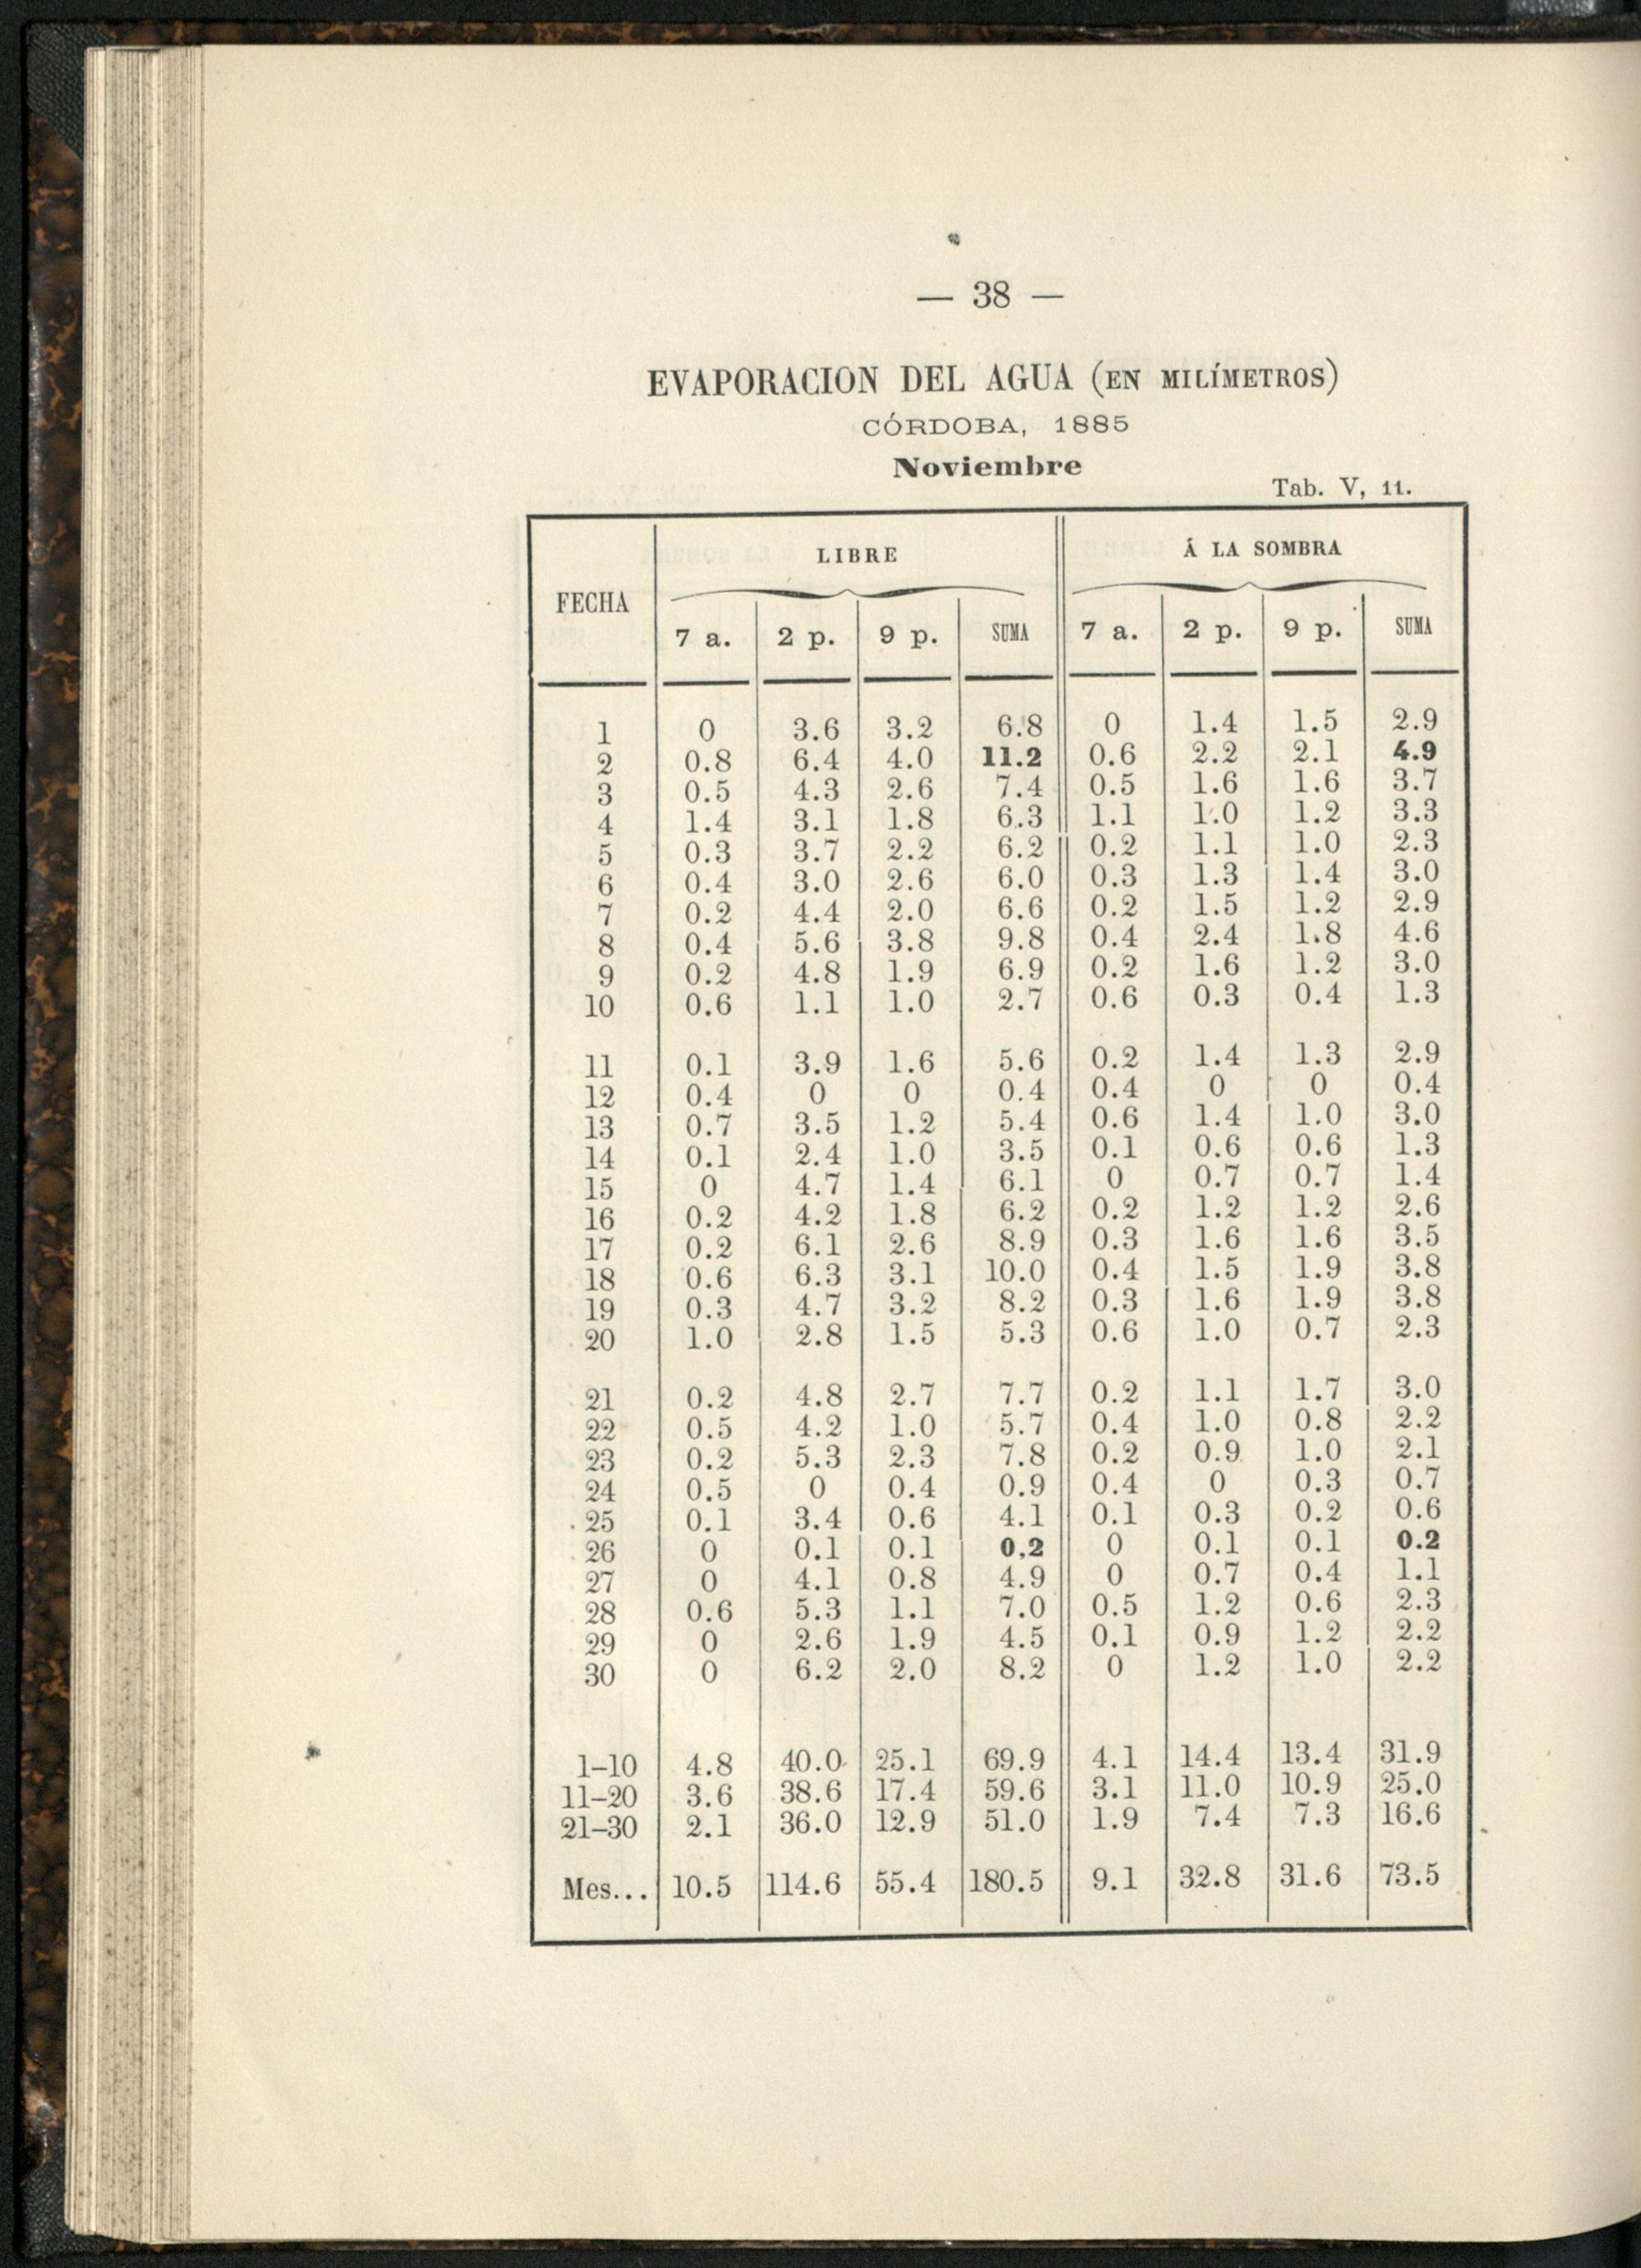 — 38 —
EVAPORACION DEL AGUA (EN MILÍMETROS)
CÓRDOBA, 1885
Noviembre
Tab. V, 11.
FECHA LIBRE Á LA SOMBRA
7 a. 2 p. 9 p. SUMA 7 a. 2 p. 9 p. SUMA
1 0 3.6 3.2 6.8 0 1.4 1.5 2.9
2 0.8 6.4 4.0 11.2 0.6 2.2 2.1 4.9
3 0.5 4.3 2.6 7.4 0.5 1.6 1.6 3.7
4 1.4 3.1 1.8 6.3 1.1 1.0 1.2 3.3
5 0.3 3.7 2.2 6.2 0.2 1.1 1.0 2.3
6 0.4 3.0 2.6 6.0 0.3 1.3 1.4 3.0
7 0.2 4.4 2.0 6.6 0.2 1.5 1.2 2.9
8 0.4 5.6 3.8 9.8 0.4 2.4 1.8 4.6
9 0.2 4.8 1.9 6.9 0.2 1.6 1.2 3.0
10 0.6 1.1 1.0 2.7 0.6 0.3 0.4 1.3
11 0.1 3.9 1.6 5.6 0.2 1.4 1.3 2.9
12 0.4 0 0 0.4 0.4 0 0 0.4
13 0.7 3.5 1.2 5.4 0.6 1.4 1.0 3.0
14 0.1 2.4 1.0 3.5 0.1 0.6 0.6 1.3
15 0 4.7 1.4 6.1 0 0.7 0.7 1.4
16 0.2 4.2 1.8 6.2 0.2 1.2 1.2 2.6
17 0.2 6.1 2.6 8.9 0.3 1.6 1.6 3.5
18 0.6 6.3 3.1 10.0 0.4 1.5 1.9 3.8
19 0.3 4.7 3.2 8.2 0.3 1.6 1.9 3.8
20 1.0 2.8 1.5 5.3 0.6 1.0 0.7 2.3
21 0.2 4.8 2.7 7.7 0.2 1.1 1.7 3.0
22 0.5 4.2 1.0 5.7 0.4 1.0 0.8 2.2
23 0.2 5.3 2.3 7.8 0.2 0.9 1.0 2.1
24 0.5 0 0.4 0.9 0.4 0 0.3 0.7
25 0.1 3.4 0.6 4.1 0.1 0.3 0.2 0.6
26 0 0.1 0.1 0,2 0 0.1 0.1 0.2
27 0 4.1 0.8 4.9 0 0.7 0.4 1.1
28 0.6 5.3 1.1 7.0 0.5 1.2 0.6 2.3
29 0 2.6 1.9 4.5 0.1 0.9 1.2 2.2
30 0 6.2 2.0 8.2 0 1.2 1.0 2.2
1–10 4.8 40.0 25.1 69.9 4.1 14.4 13.4 31.9
11–20 3.6 38.6 17.4 59.6 3.1 11.0 10.9 25.0
21–30 2.1 36.0 12.9 51.0 1.9 7.4 7.3 16.6
Mes... 10.5 114.6 55.4 180.5 9.1 32.8 31.6 73.5